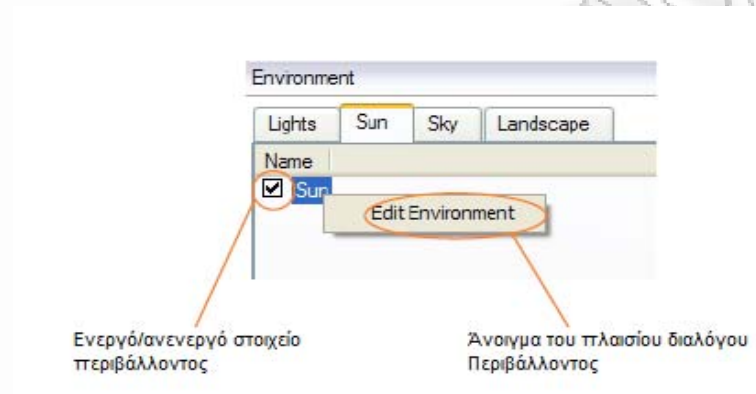 Environment
Lights Sun Sky Landscape
Name
Sun
Edit Environment
Ενεργό/ανενεργό στοιχείο
περιβάλλοντος
Άνοιγμα του πλαισίου διαλόγου
Περιβάλλοντος